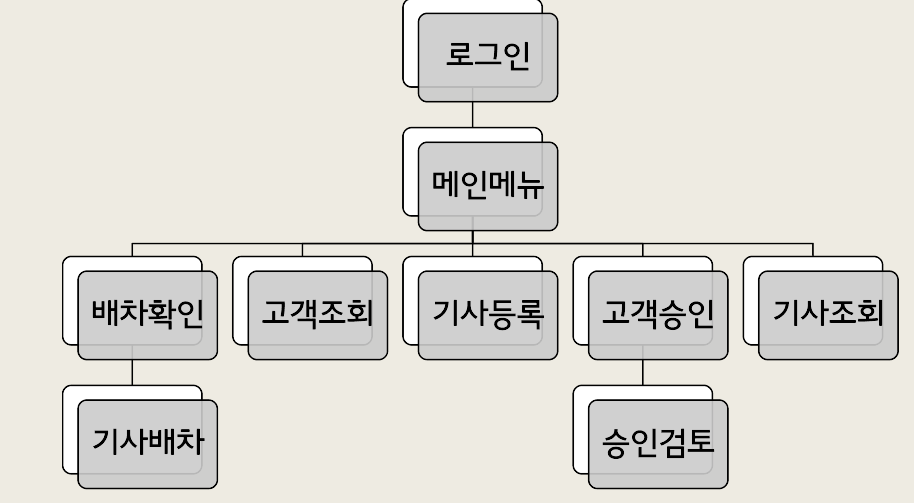 로그인
메인메뉴
배차확인
고객조회
기사등록
고객승인
기사조회
기사배차
승인검토